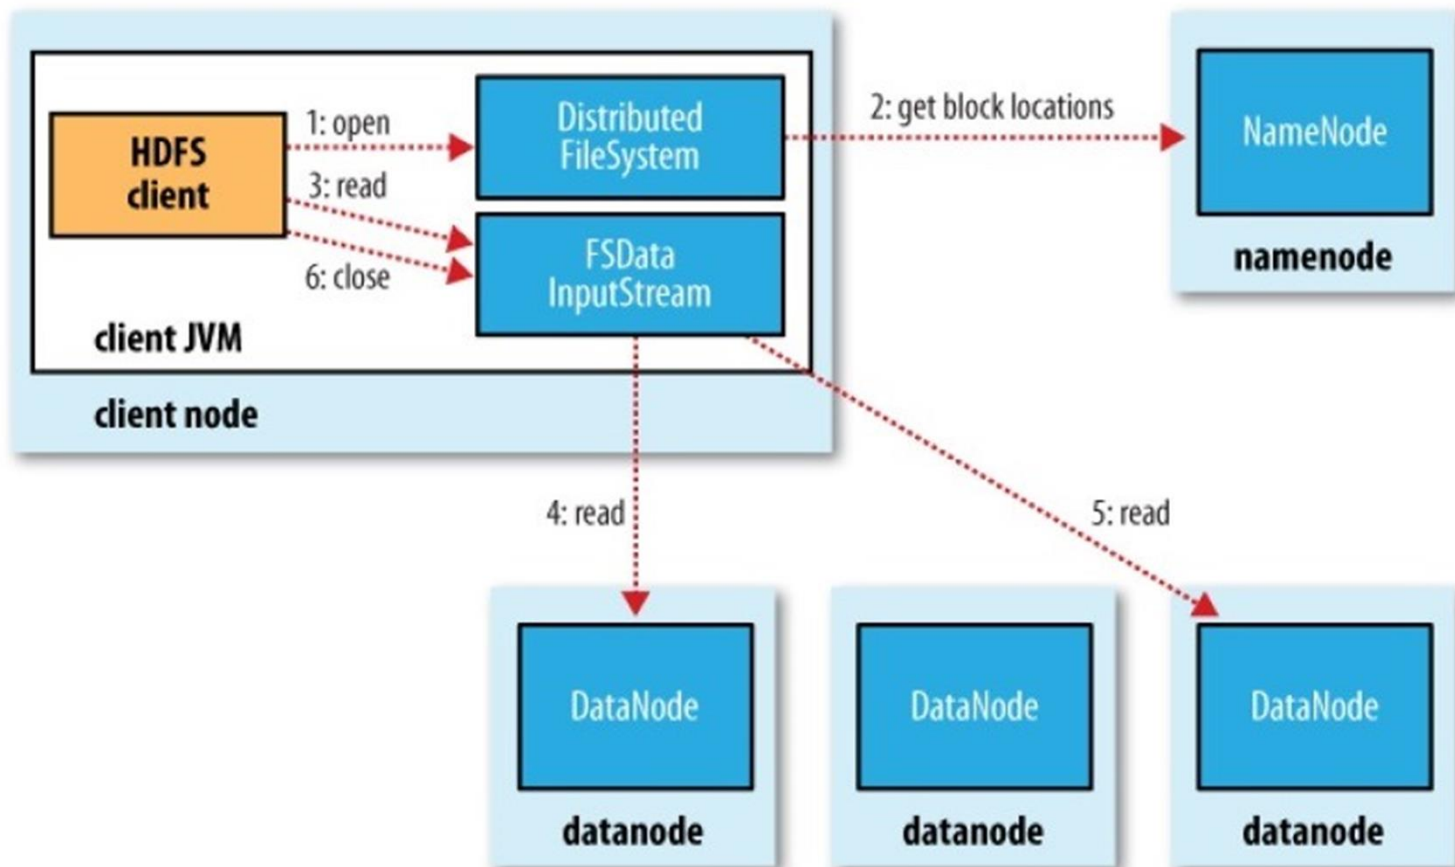 HDFS
client
1: open
3: read
6: close
Distributed
FileSystem
FSData
InputStream
client JVM
client node
2: get block locations
NameNode
namenode
4: read
5: read
DataNode
datanode
DataNode
datanode
DataNode
datanode